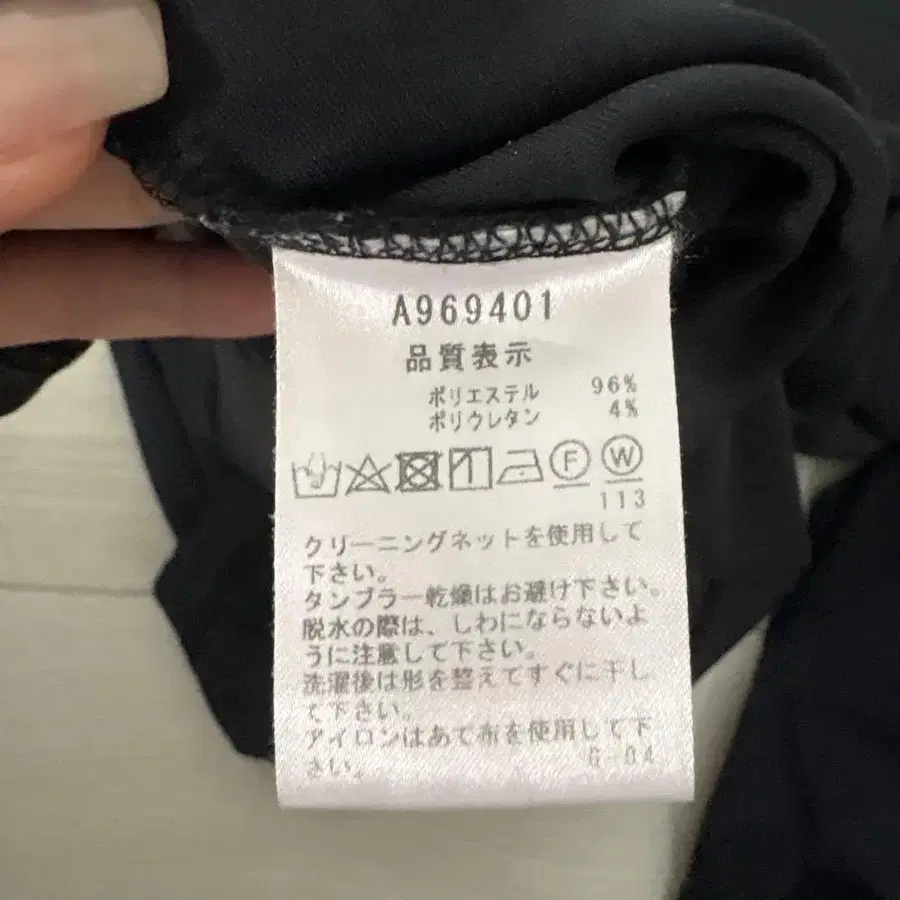 A969401
品質表示
ポリエステル 96%
ポリウレタン 4%
F W
113
クリーニングネットを使用して
下さい。
タンブラー乾燥はお避け下さい。
脱水の際は、しわにならないよ
うに注意して下さい。
洗濯後は形を整えてすぐに干し
て下さい。
アイロンはあて布を使用して下
さい。 G-04